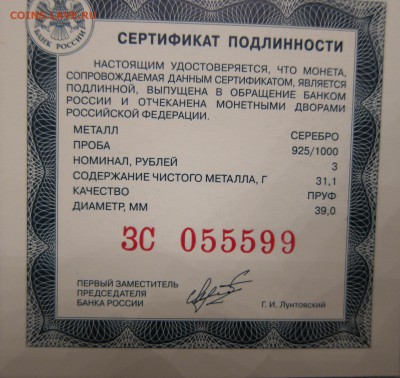 COINS.LAVE.RU
БАНК РОССИИ
СЕРТИФИКАТ ПОДЛИННОСТИ
НАСТОЯЩИМ УДОСТОВЕРЯЕТСЯ, ЧТО МОНЕТА,
СОПРОВОЖДАЕМАЯ ДАННЫМ СЕРТИФИКАТОМ, ЯВЛЯЕТСЯ
ПОДЛИННОЙ, ВЫПУЩЕНА В ОБРАЩЕНИЕ БАНКОМ
РОССИИ И ОТЧЕКАНЕНА МОНЕТНЫМИ ДВОРАМИ
РОССИЙСКОЙ ФЕДЕРАЦИИ.
МЕТАЛЛ СЕРЕБРО
ПРОБА 925/1000
НОМИНАЛ, РУБЛЕЙ 3
СОДЕРЖАНИЕ ЧИСТОГО МЕТАЛЛА, Г 31,1
КАЧЕСТВО ПРУФ
ДИАМЕТР, ММ 39,0
ЗС 055599
ПЕРВЫЙ ЗАМЕСТИТЕЛЬ
ПРЕДСЕДАТЕЛЯ
БАНКА РОССИИ Г. И. Лунтовский